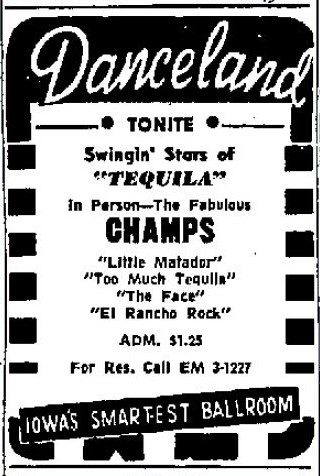 Danceland
TONITE
Swingin' Stars of
"TEQUILA"
In Person—The Fabulous
CHAMPS
"Little Matador"
"Too Much Tequila"
"The Face"
"El Rancho Rock"
ADM. $1.25
For Res. Call EM 3-1227
IOWA'S SMARTEST BALLROOM